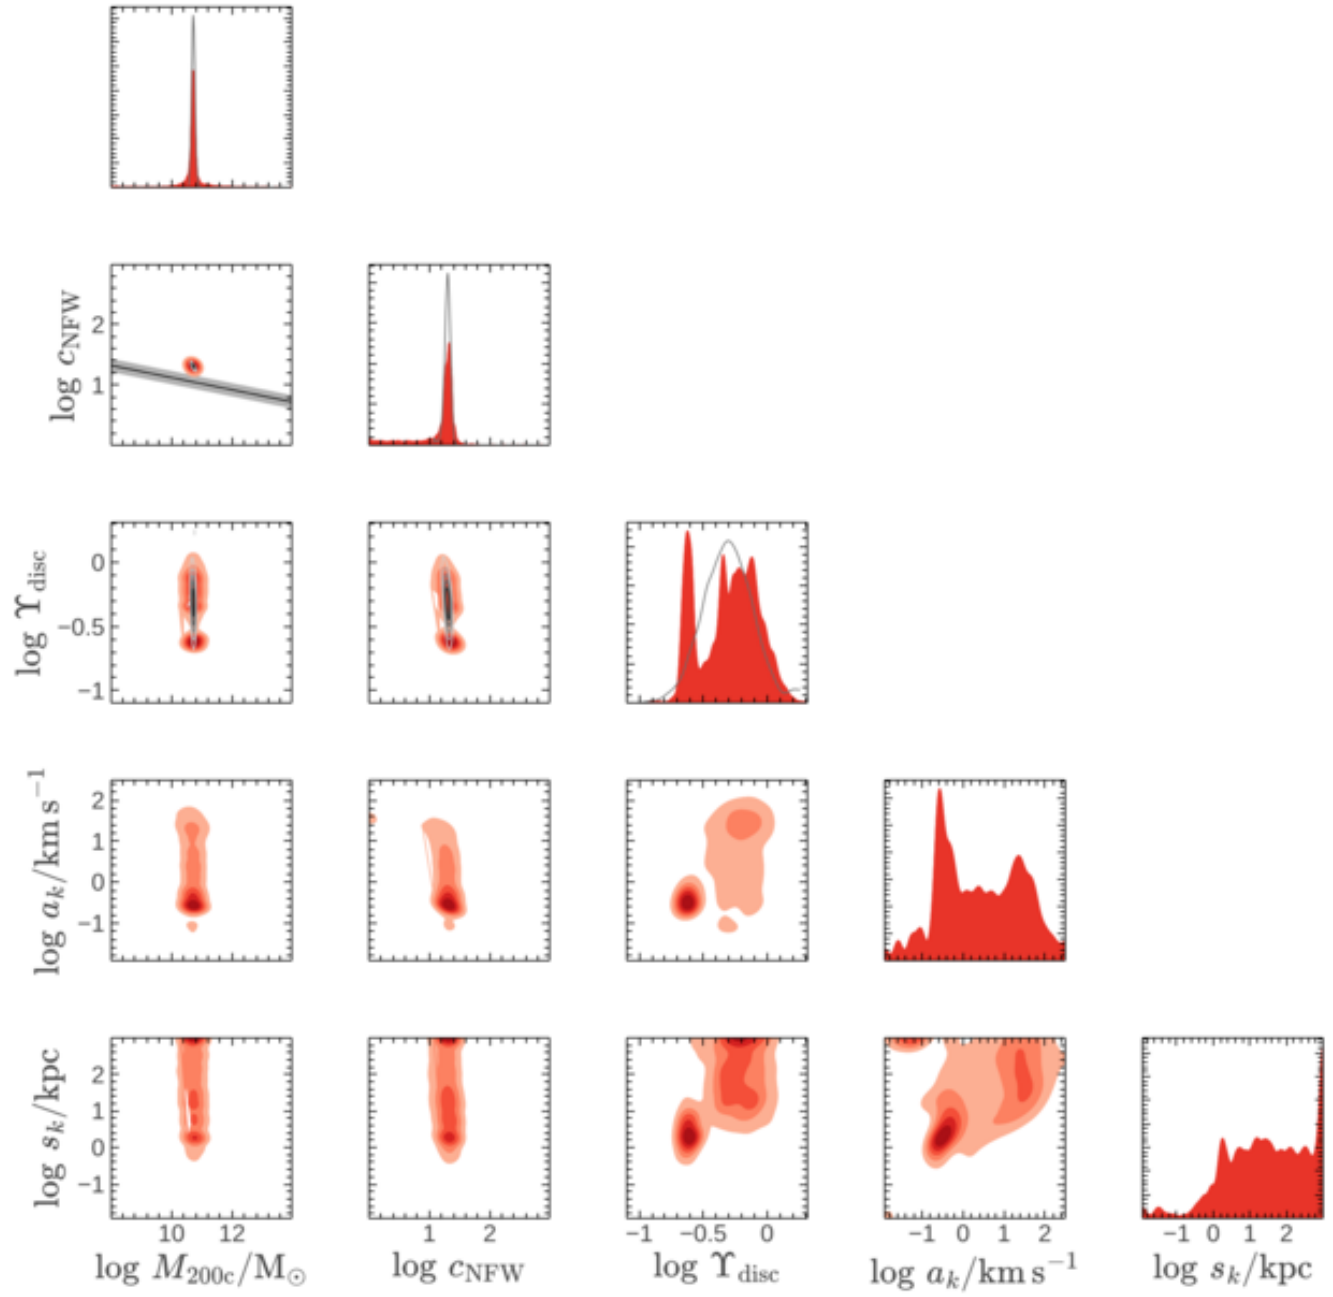 log c_NFW
2
1
log ϒ_disc
0
−0.5
−1
log a_k/km s⁻¹
2
1
0
−1
log s_k/kpc
2
1
0
−1
10 12
1 2
−1 −0.5 0
−1 0 1 2
−1 0 1 2
log M_200c/M_⊙
log c_NFW
log ϒ_disc
log a_k/km s⁻¹
log s_k/kpc